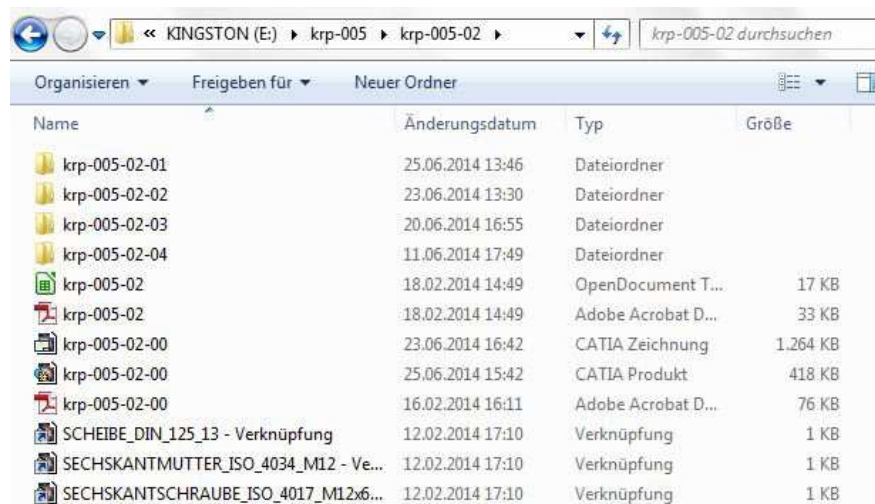 « KINGSTON (E:) ▸ krp-005 ▸ krp-005-02 ▸ krp-005-02 durchsuchen
Organisieren ▾ Freigeben für ▾ Neuer Ordner
Name Änderungsdatum Typ Größe
krp-005-02-01 25.06.2014 13:46 Dateiordner
krp-005-02-02 23.06.2014 13:30 Dateiordner
krp-005-02-03 20.06.2014 16:55 Dateiordner
krp-005-02-04 11.06.2014 17:49 Dateiordner
krp-005-02 18.02.2014 14:49 OpenDocument T... 17 KB
krp-005-02 18.02.2014 14:49 Adobe Acrobat D... 33 KB
krp-005-02-00 23.06.2014 16:42 CATIA Zeichnung 1.264 KB
krp-005-02-00 25.06.2014 15:42 CATIA Produkt 418 KB
krp-005-02-00 16.02.2014 16:11 Adobe Acrobat D... 76 KB
SCHEIBE_DIN_125_13 - Verknüpfung 12.02.2014 17:10 Verknüpfung 1 KB
SECHSKANTMUTTER_ISO_4034_M12 - Ve... 12.02.2014 17:10 Verknüpfung 1 KB
SECHSKANTSCHRAUBE_ISO_4017_M12x6... 12.02.2014 17:10 Verknüpfung 1 KB